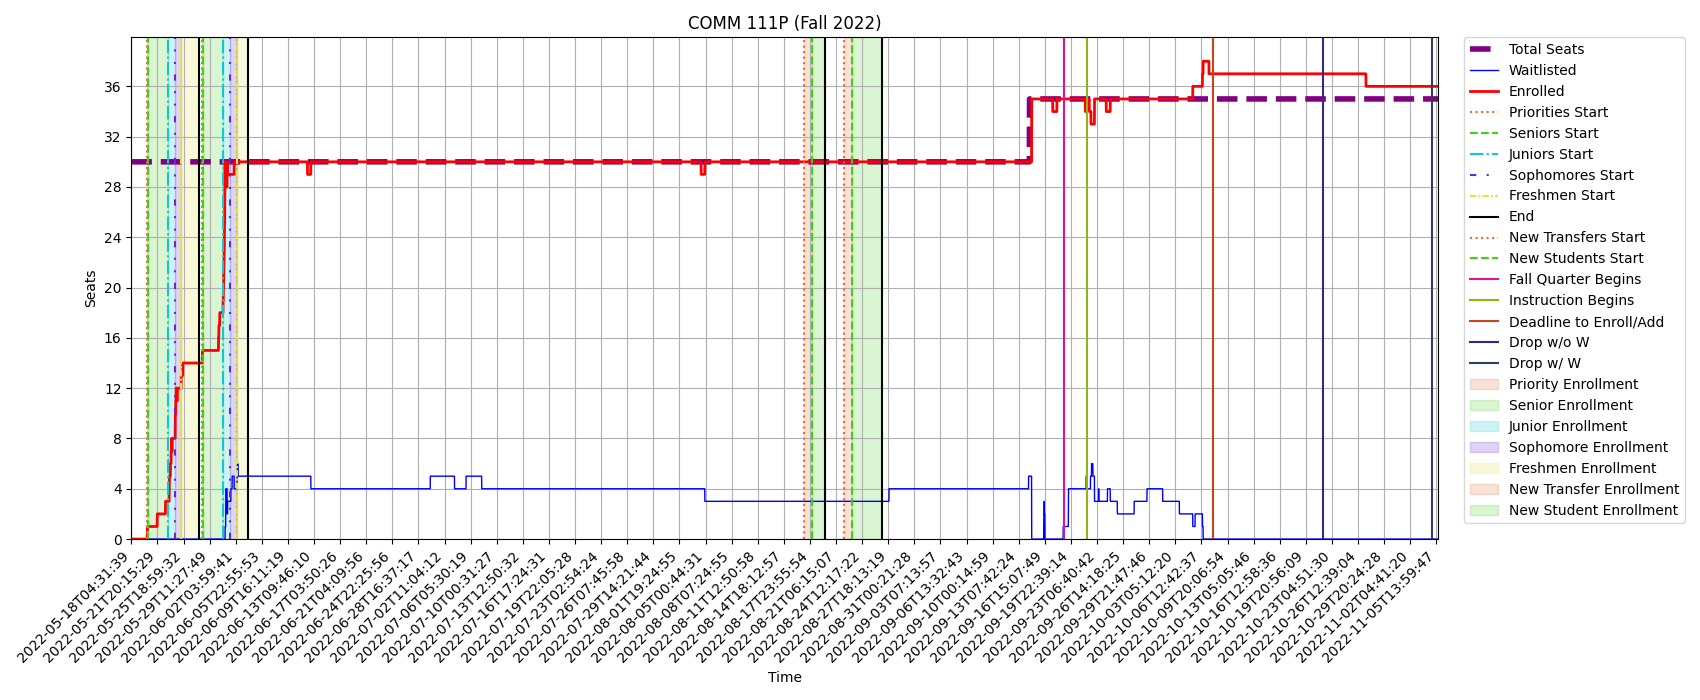 COMM 111P (Fall 2022)
Seats
36
32
28
24
20
16
12
8
4
0
2022-05-18T04:31:39
2022-05-21T20:15:29
2022-05-25T18:59:32
2022-05-29T11:27:49
2022-06-02T03:59:41
2022-06-05T22:55:53
2022-06-09T16:11:19
2022-06-13T09:46:10
2022-06-17T03:50:26
2022-06-21T04:09:56
2022-06-24T22:25:56
2022-06-28T16:37:17
2022-07-02T11:04:12
2022-07-06T05:30:19
2022-07-10T00:31:27
2022-07-13T12:50:32
2022-07-16T17:24:31
2022-07-19T22:05:28
2022-07-23T02:54:24
2022-07-26T07:45:58
2022-07-29T14:21:44
2022-08-01T19:24:55
2022-08-05T00:44:31
2022-08-08T07:24:55
2022-08-11T12:50:58
2022-08-14T18:12:57
2022-08-17T23:55:54
2022-08-21T06:15:07
2022-08-24T12:17:22
2022-08-27T18:13:19
2022-08-31T00:21:28
2022-09-03T07:13:57
2022-09-06T13:32:43
2022-09-10T00:14:59
2022-09-13T07:42:24
2022-09-16T15:07:49
2022-09-19T22:39:14
2022-09-23T06:40:42
2022-09-26T14:18:25
2022-09-29T21:47:46
2022-10-03T05:12:20
2022-10-06T12:42:37
2022-10-09T20:06:54
2022-10-13T05:05:46
2022-10-16T12:58:36
2022-10-19T20:56:09
2022-10-23T04:51:30
2022-10-26T12:39:04
2022-10-29T20:24:28
2022-11-02T04:41:20
2022-11-05T13:59:47
Time
Total Seats
Waitlisted
Enrolled
Priorities Start
Seniors Start
Juniors Start
Sophomores Start
Freshmen Start
End
New Transfers Start
New Students Start
Fall Quarter Begins
Instruction Begins
Deadline to Enroll/Add
Drop w/o W
Drop w/ W
Priority Enrollment
Senior Enrollment
Junior Enrollment
Sophomore Enrollment
Freshmen Enrollment
New Transfer Enrollment
New Student Enrollment